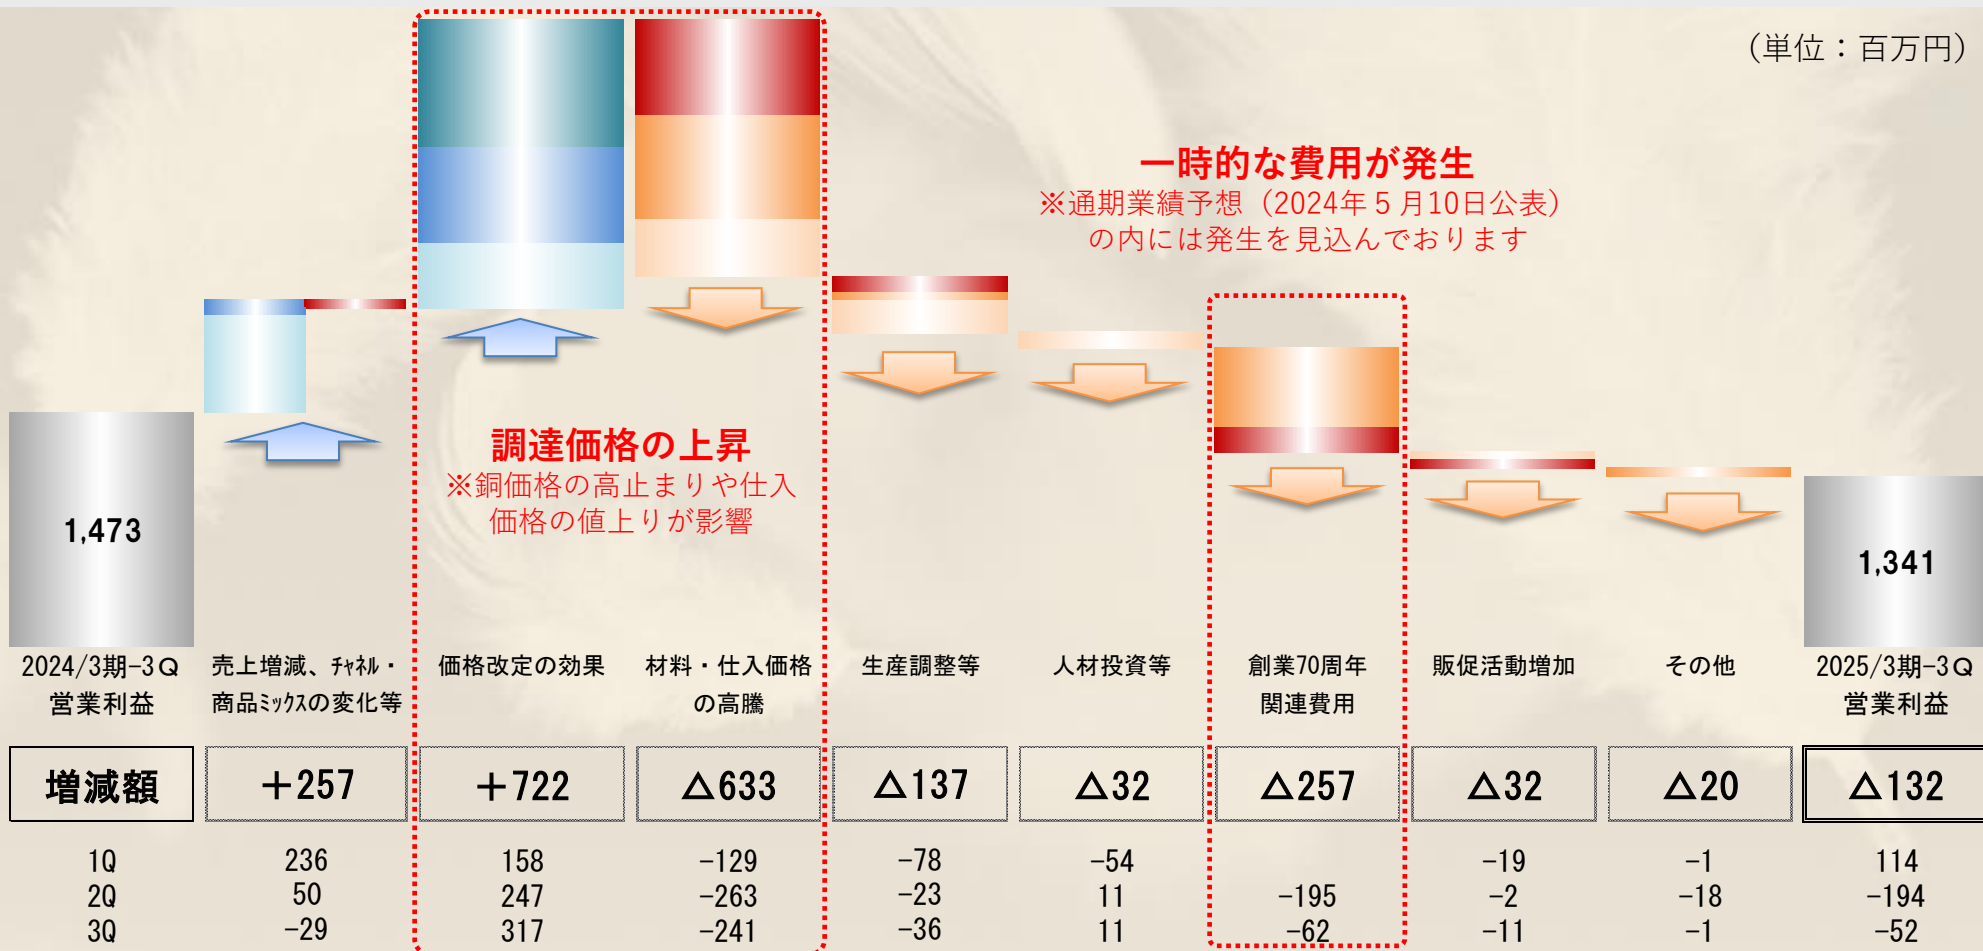 （単位：百万円）
一時的な費用が発生
※通期業績予想（2024年５月10日公表）
の内には発生を見込んでおります
調達価格の上昇
※銅価格の高止まりや仕入
価格の値上りが影響
1,473
1,341
2024/3期-3Q
営業利益
売上増減、ﾁｬﾈﾙ・
商品ﾐｯｸｽの変化等
価格改定の効果
材料・仕入価格
の高騰
生産調整等
人材投資等
創業70周年
関連費用
販促活動増加
その他
2025/3期-3Q
営業利益
増減額 ＋257 ＋722 △633 △137 △32 △257 △32 △20 △132
1Q 236 158 -129 -78 -54 -19 -1 114
2Q 50 247 -263 -23 11 -195 -2 -18 -194
3Q -29 317 -241 -36 11 -62 -11 -1 -52